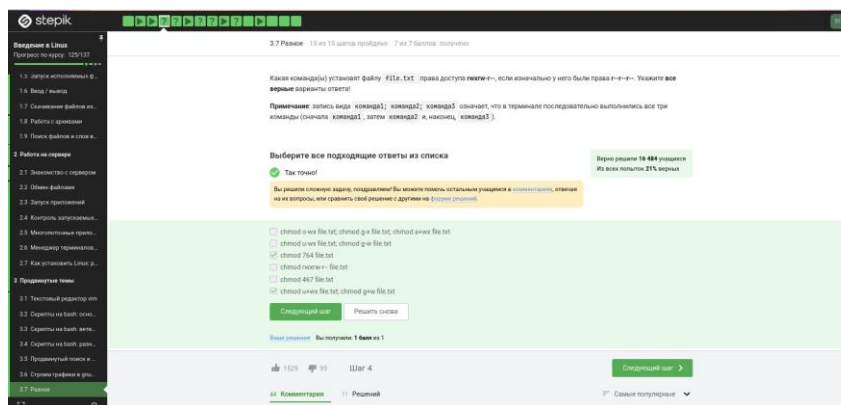 stepik
Введение в Linux
Прогресс по курсу: 125/137
1.5 Запуск исполняемых ф...
1.6 Ввод / вывод
1.7 Скачивание файлов из...
1.8 Работа с архивами
1.9 Поиск файлов и слов в...
2 Работа на сервере
2.1 Знакомство с сервером
2.2 Обмен файлами
2.3 Запуск приложений
2.4 Контроль запускаемых...
2.5 Многопоточные прило...
2.6 Менеджер терминалов...
2.7 Как установить Linux: р...
3 Продвинутые темы
3.1 Текстовый редактор vim
3.2 Скрипты на bash: осно...
3.3 Скрипты на bash: ветв...
3.4 Скрипты на bash: разн...
3.5 Продвинутый поиск и ...
3.6 Строим графики в gnu...
3.7 Разное
3.7 Разное 15 из 15 шагов пройдено 7 из 7 баллов получено
Какая команда(ы) установят файлу file.txt права доступа rwxrw-r--, если изначально у него были права r--r--r--. Укажите все
верные варианты ответа!
Примечание: запись вида команда1; команда2; команда3 означает, что в терминале последовательно выполнились все три
команды (сначала команда1, затем команда2 и, наконец, команда3).
Выберите все подходящие ответы из списка
Так точно!
Верно решили 16 484 учащихся
Из всех попыток 21% верных
Вы решили сложную задачу, поздравляем! Вы можете помочь остальным учащимся в комментариях, отвечая
на их вопросы, или сравнить своё решение с другими на форуме решений.
chmod o-wx file.txt; chmod g-x file.txt; chmod a+wx file.txt
chmod u-wx file.txt; chmod g-w file.txt
chmod 764 file.txt
chmod rwxrw-r-- file.txt
chmod 467 file.txt
chmod u+wx file.txt; chmod g+w file.txt
Следующий шаг Решить снова
Ваши решения Вы получили: 1 балл из 1
1529 99 Шаг 4 Следующий шаг
44 Комментария 11 Решений Самые популярные